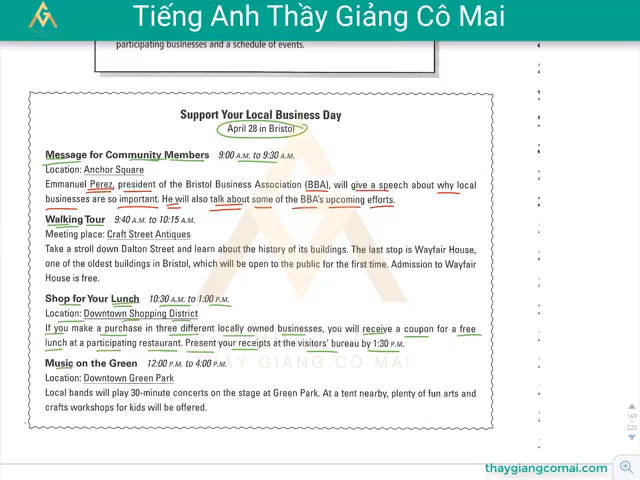 Tiếng Anh Thầy Giảng Cô Mai
participating businesses and a schedule of events.
Support Your Local Business Day
April 28 in Bristol
Message for Community Members 9:00 A.M. to 9:30 A.M.
Location: Anchor Square
Emmanuel Perez, president of the Bristol Business Association (BBA), will give a speech about why local
businesses are so important. He will also talk about some of the BBA's upcoming efforts.
Walking Tour 9:40 A.M. to 10:15 A.M.
Meeting place: Craft Street Antiques
Take a stroll down Dalton Street and learn about the history of its buildings. The last stop is Wayfair House,
one of the oldest buildings in Bristol, which will be open to the public for the first time. Admission to Wayfair
House is free.
Shop for Your Lunch 10:30 A.M. to 1:00 P.M.
Location: Downtown Shopping District
If you make a purchase in three different locally owned businesses, you will receive a coupon for a free
lunch at a participating restaurant. Present your receipts at the visitors' bureau by 1:30 P.M.
Music on the Green 12:00 P.M. to 4:00 P.M.
Location: Downtown Green Park
Local bands will play 30-minute concerts on the stage at Green Park. At a tent nearby, plenty of fun arts and
crafts workshops for kids will be offered.
169
220
thaygiangcomai.com